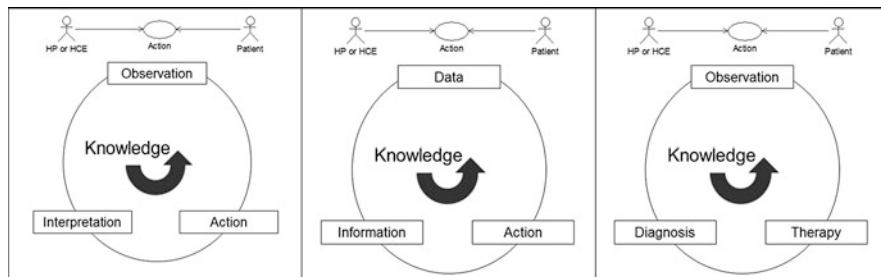 Action
HP or HCE
Patient
Observation
Knowledge
Interpretation
Action
Action
HP or HCE
Patient
Data
Knowledge
Information
Action
Action
HP or HCE
Patient
Observation
Knowledge
Diagnosis
Therapy